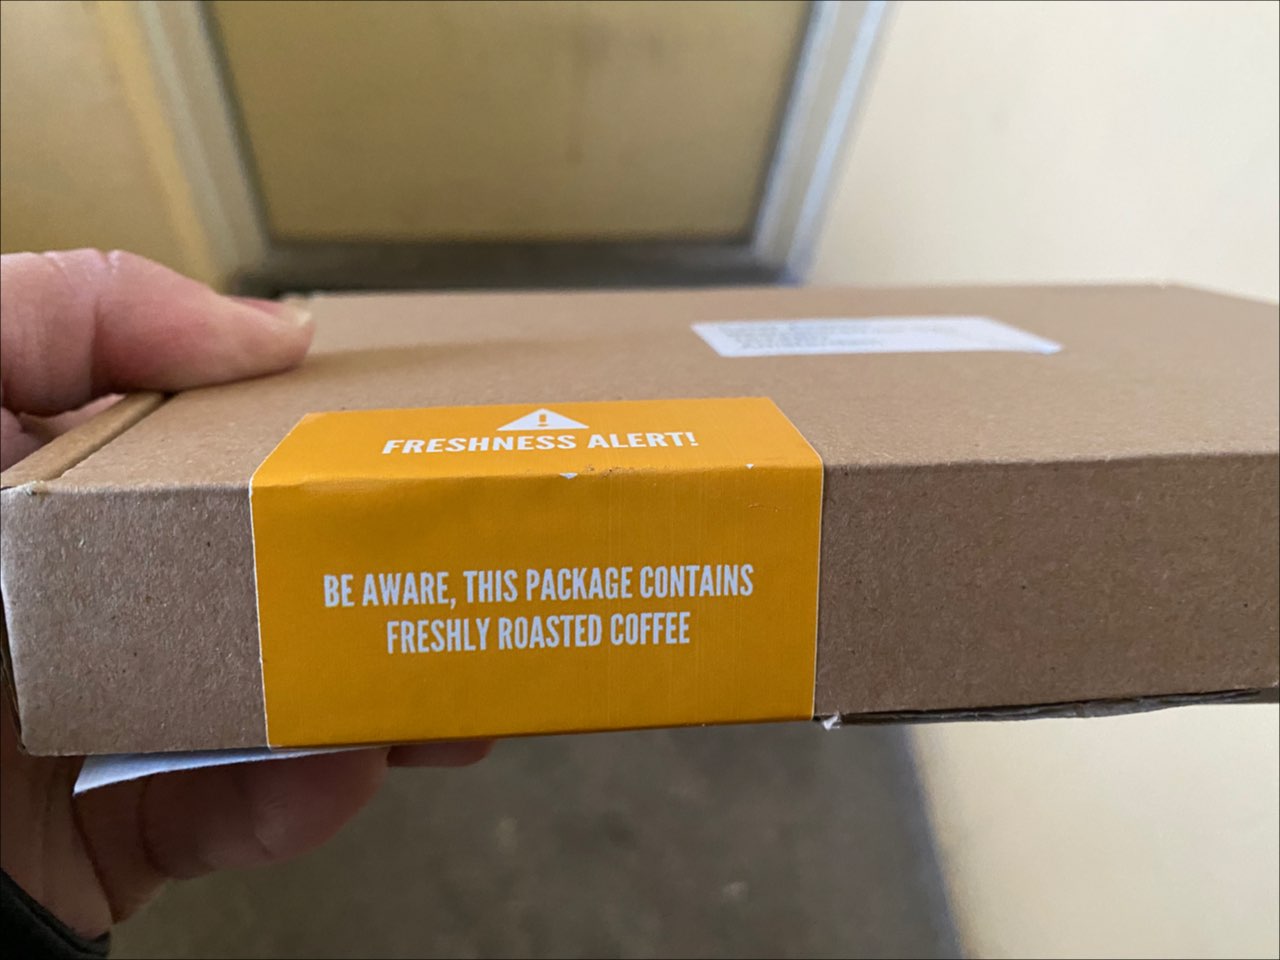 FRESHNESS ALERT!
BE AWARE, THIS PACKAGE CONTAINS
FRESHLY ROASTED COFFEE